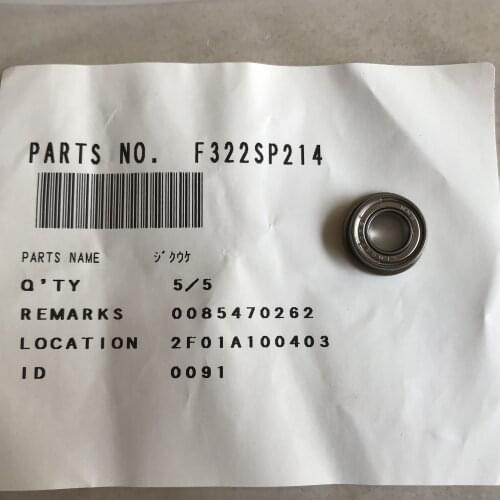 PARTS NO. F322SP214
PARTS NAME ジクウケ
Q'TY 5/5
REMARKS 0085470262
LOCATION 2F01A100403
ID 0091